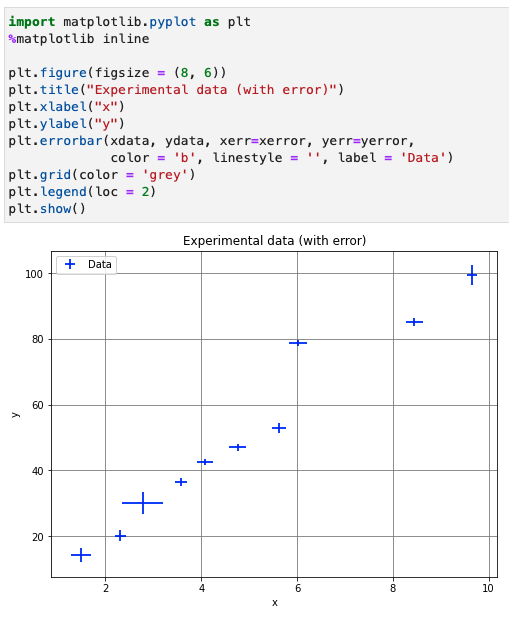 import matplotlib.pyplot as plt
%matplotlib inline
plt.figure(figsize = (8, 6))
plt.title("Experimental data (with error)")
plt.xlabel("x")
plt.ylabel("y")
plt.errorbar(xdata, ydata, xerr=xerror, yerr=yerror,
             color = 'b', linestyle = '', label = 'Data')
plt.grid(color = 'grey')
plt.legend(loc = 2)
plt.show()
Experimental data (with error)
Data
100
80
60
40
20
y
2 4 6 8 10
x